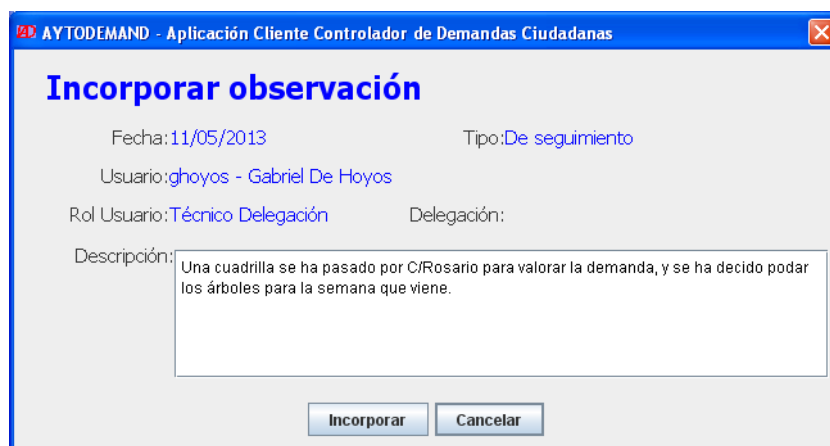 AYTODEMAND - Aplicación Cliente Controlador de Demandas Ciudadanas
Incorporar observación
Fecha:11/05/2013 Tipo:De seguimiento
Usuario:ghoyos - Gabriel De Hoyos
Rol Usuario:Técnico Delegación Delegación:
Descripción:
Una cuadrilla se ha pasado por C/Rosario para valorar la demanda, y se ha decido podar
los árboles para la semana que viene.
Incorporar Cancelar